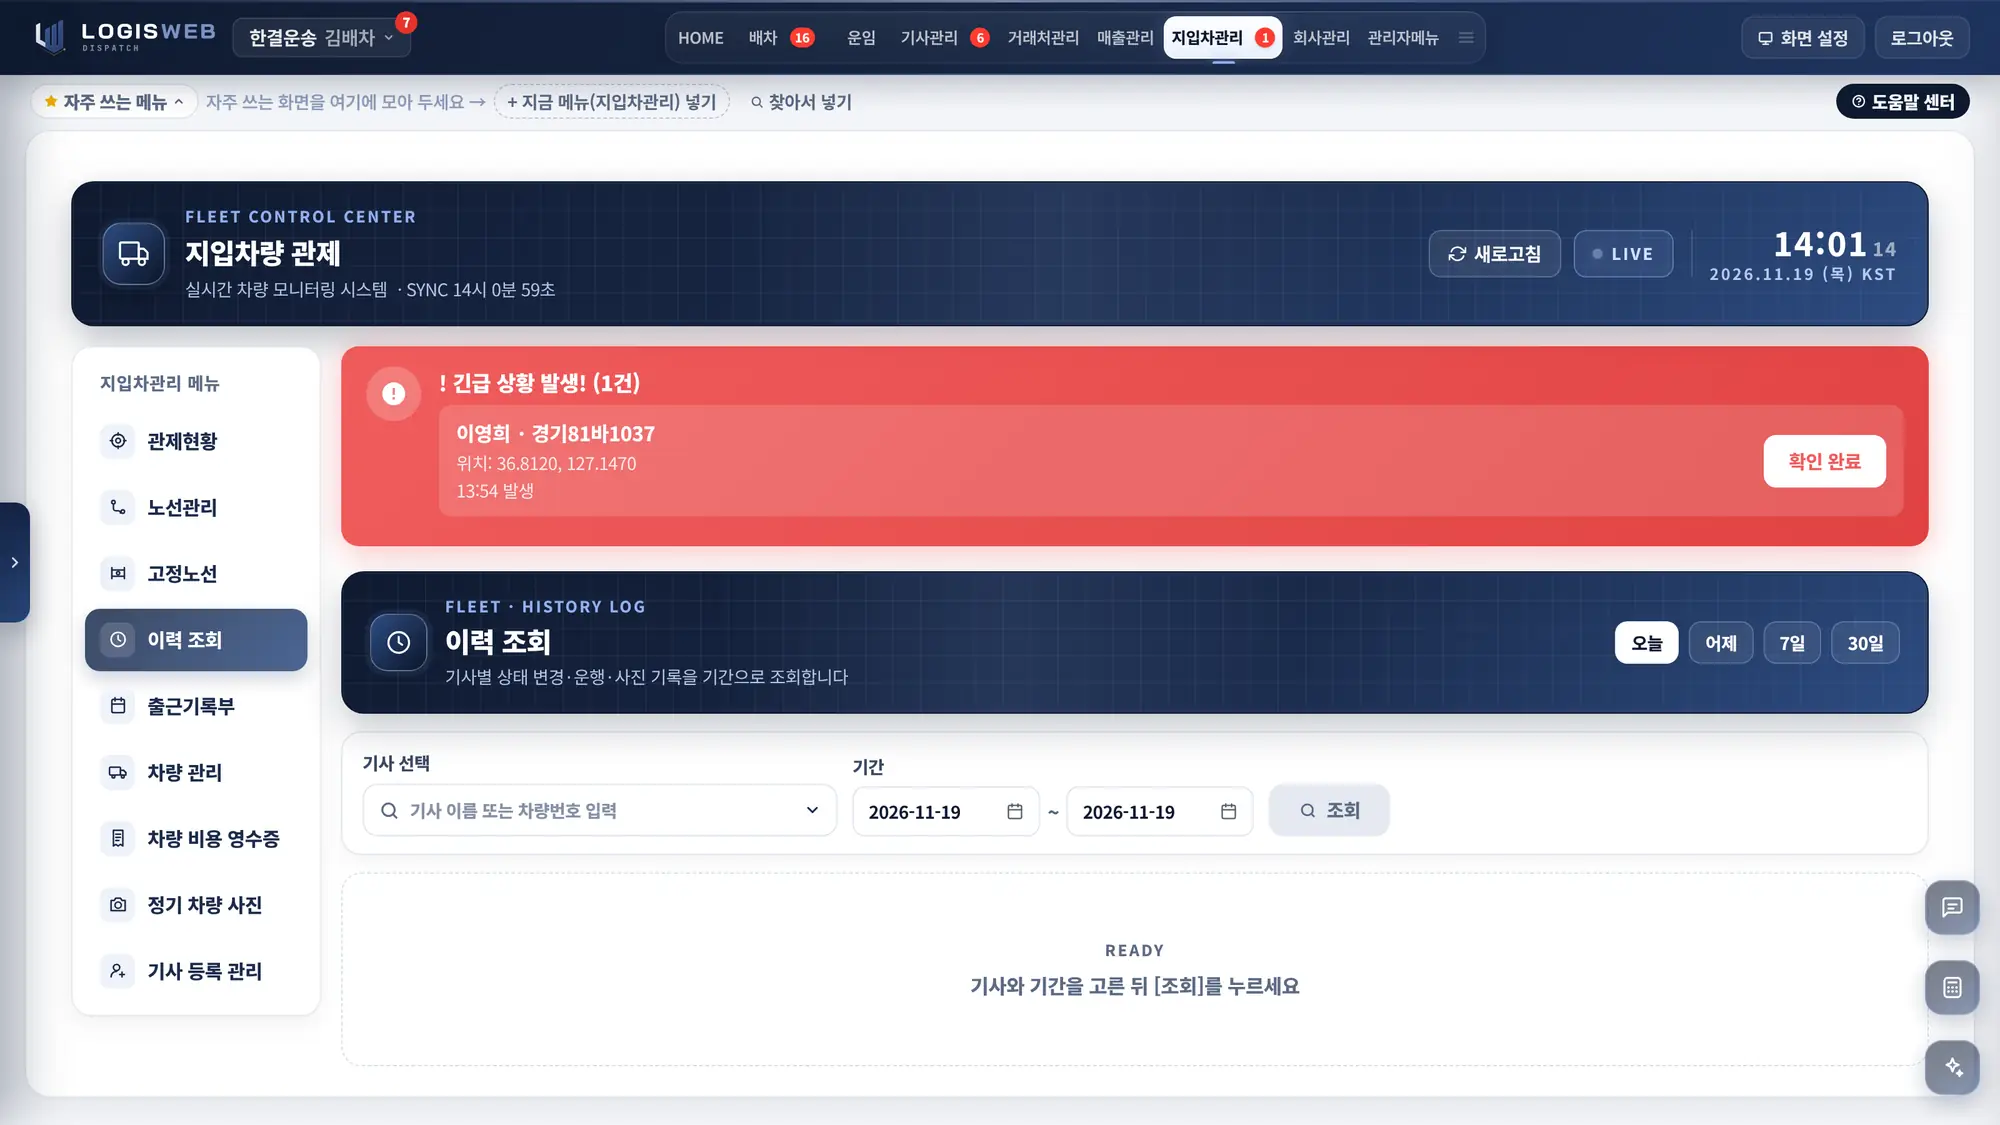 LOGISWEB
DISPATCH
한결운송 김배차
7
HOME
배차 16
운임
기사관리 6
거래처관리
매출관리
지입차관리 1
회사관리
관리자메뉴
화면 설정
로그아웃
자주 쓰는 메뉴
자주 쓰는 화면을 여기에 모아 두세요 →
+ 지금 메뉴(지입차관리) 넣기
찾아서 넣기
도움말 센터
FLEET CONTROL CENTER
지입차량 관제
실시간 차량 모니터링 시스템 · SYNC 14시 0분 59초
새로고침
LIVE
14:01 14
2026.11.19 (목) KST
지입차관리 메뉴
관제현황
노선관리
고정노선
이력 조회
출근기록부
차량 관리
차량 비용 영수증
정기 차량 사진
기사 등록 관리
! 긴급 상황 발생! (1건)
이영희 · 경기81바1037
위치: 36.8120, 127.1470
13:54 발생
확인 완료
FLEET · HISTORY LOG
이력 조회
기사별 상태 변경·운행·사진 기록을 기간으로 조회합니다
오늘
어제
7일
30일
기사 선택
기사 이름 또는 차량번호 입력
기간
2026-11-19 ~ 2026-11-19
조회
READY
기사와 기간을 고른 뒤 [조회]를 누르세요